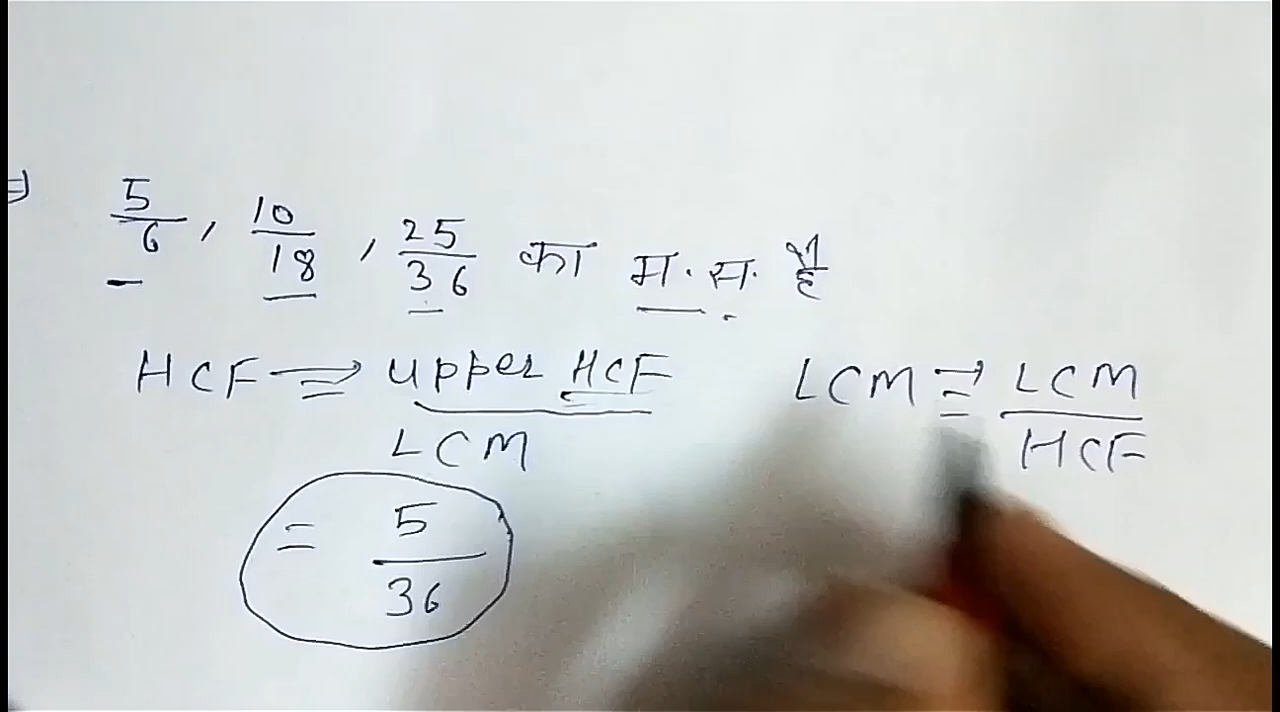 ⇒ 5/6, 10/18, 25/36 का म.स. है
HCF ⇒ upper HCF / LCM
LCM ⇒ LCM / HCF
= 5/36